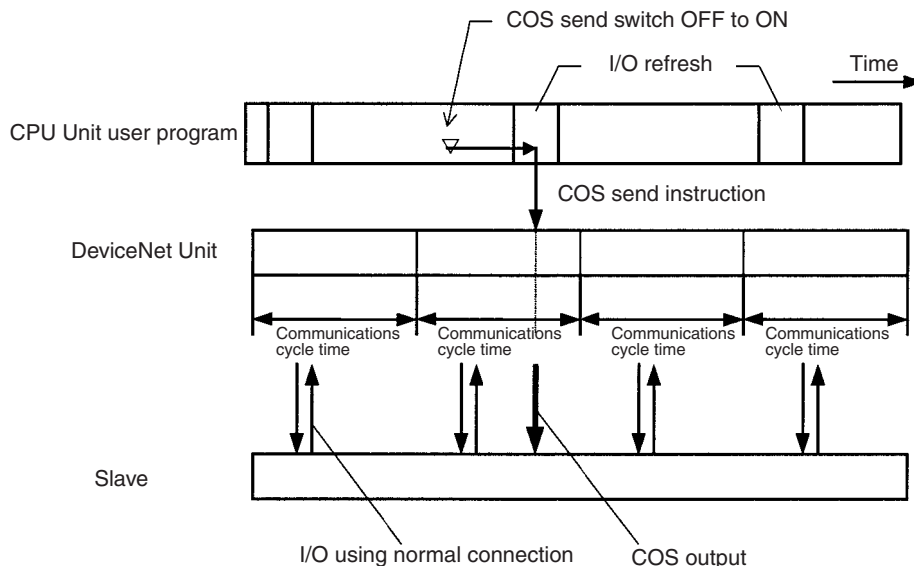 COS send switch OFF to ON
I/O refresh
Time
CPU Unit user program
COS send instruction
DeviceNet Unit
Communications
cycle time
Communications
cycle time
Communications
cycle time
Communications
cycle time
Slave
I/O using normal connection
COS output